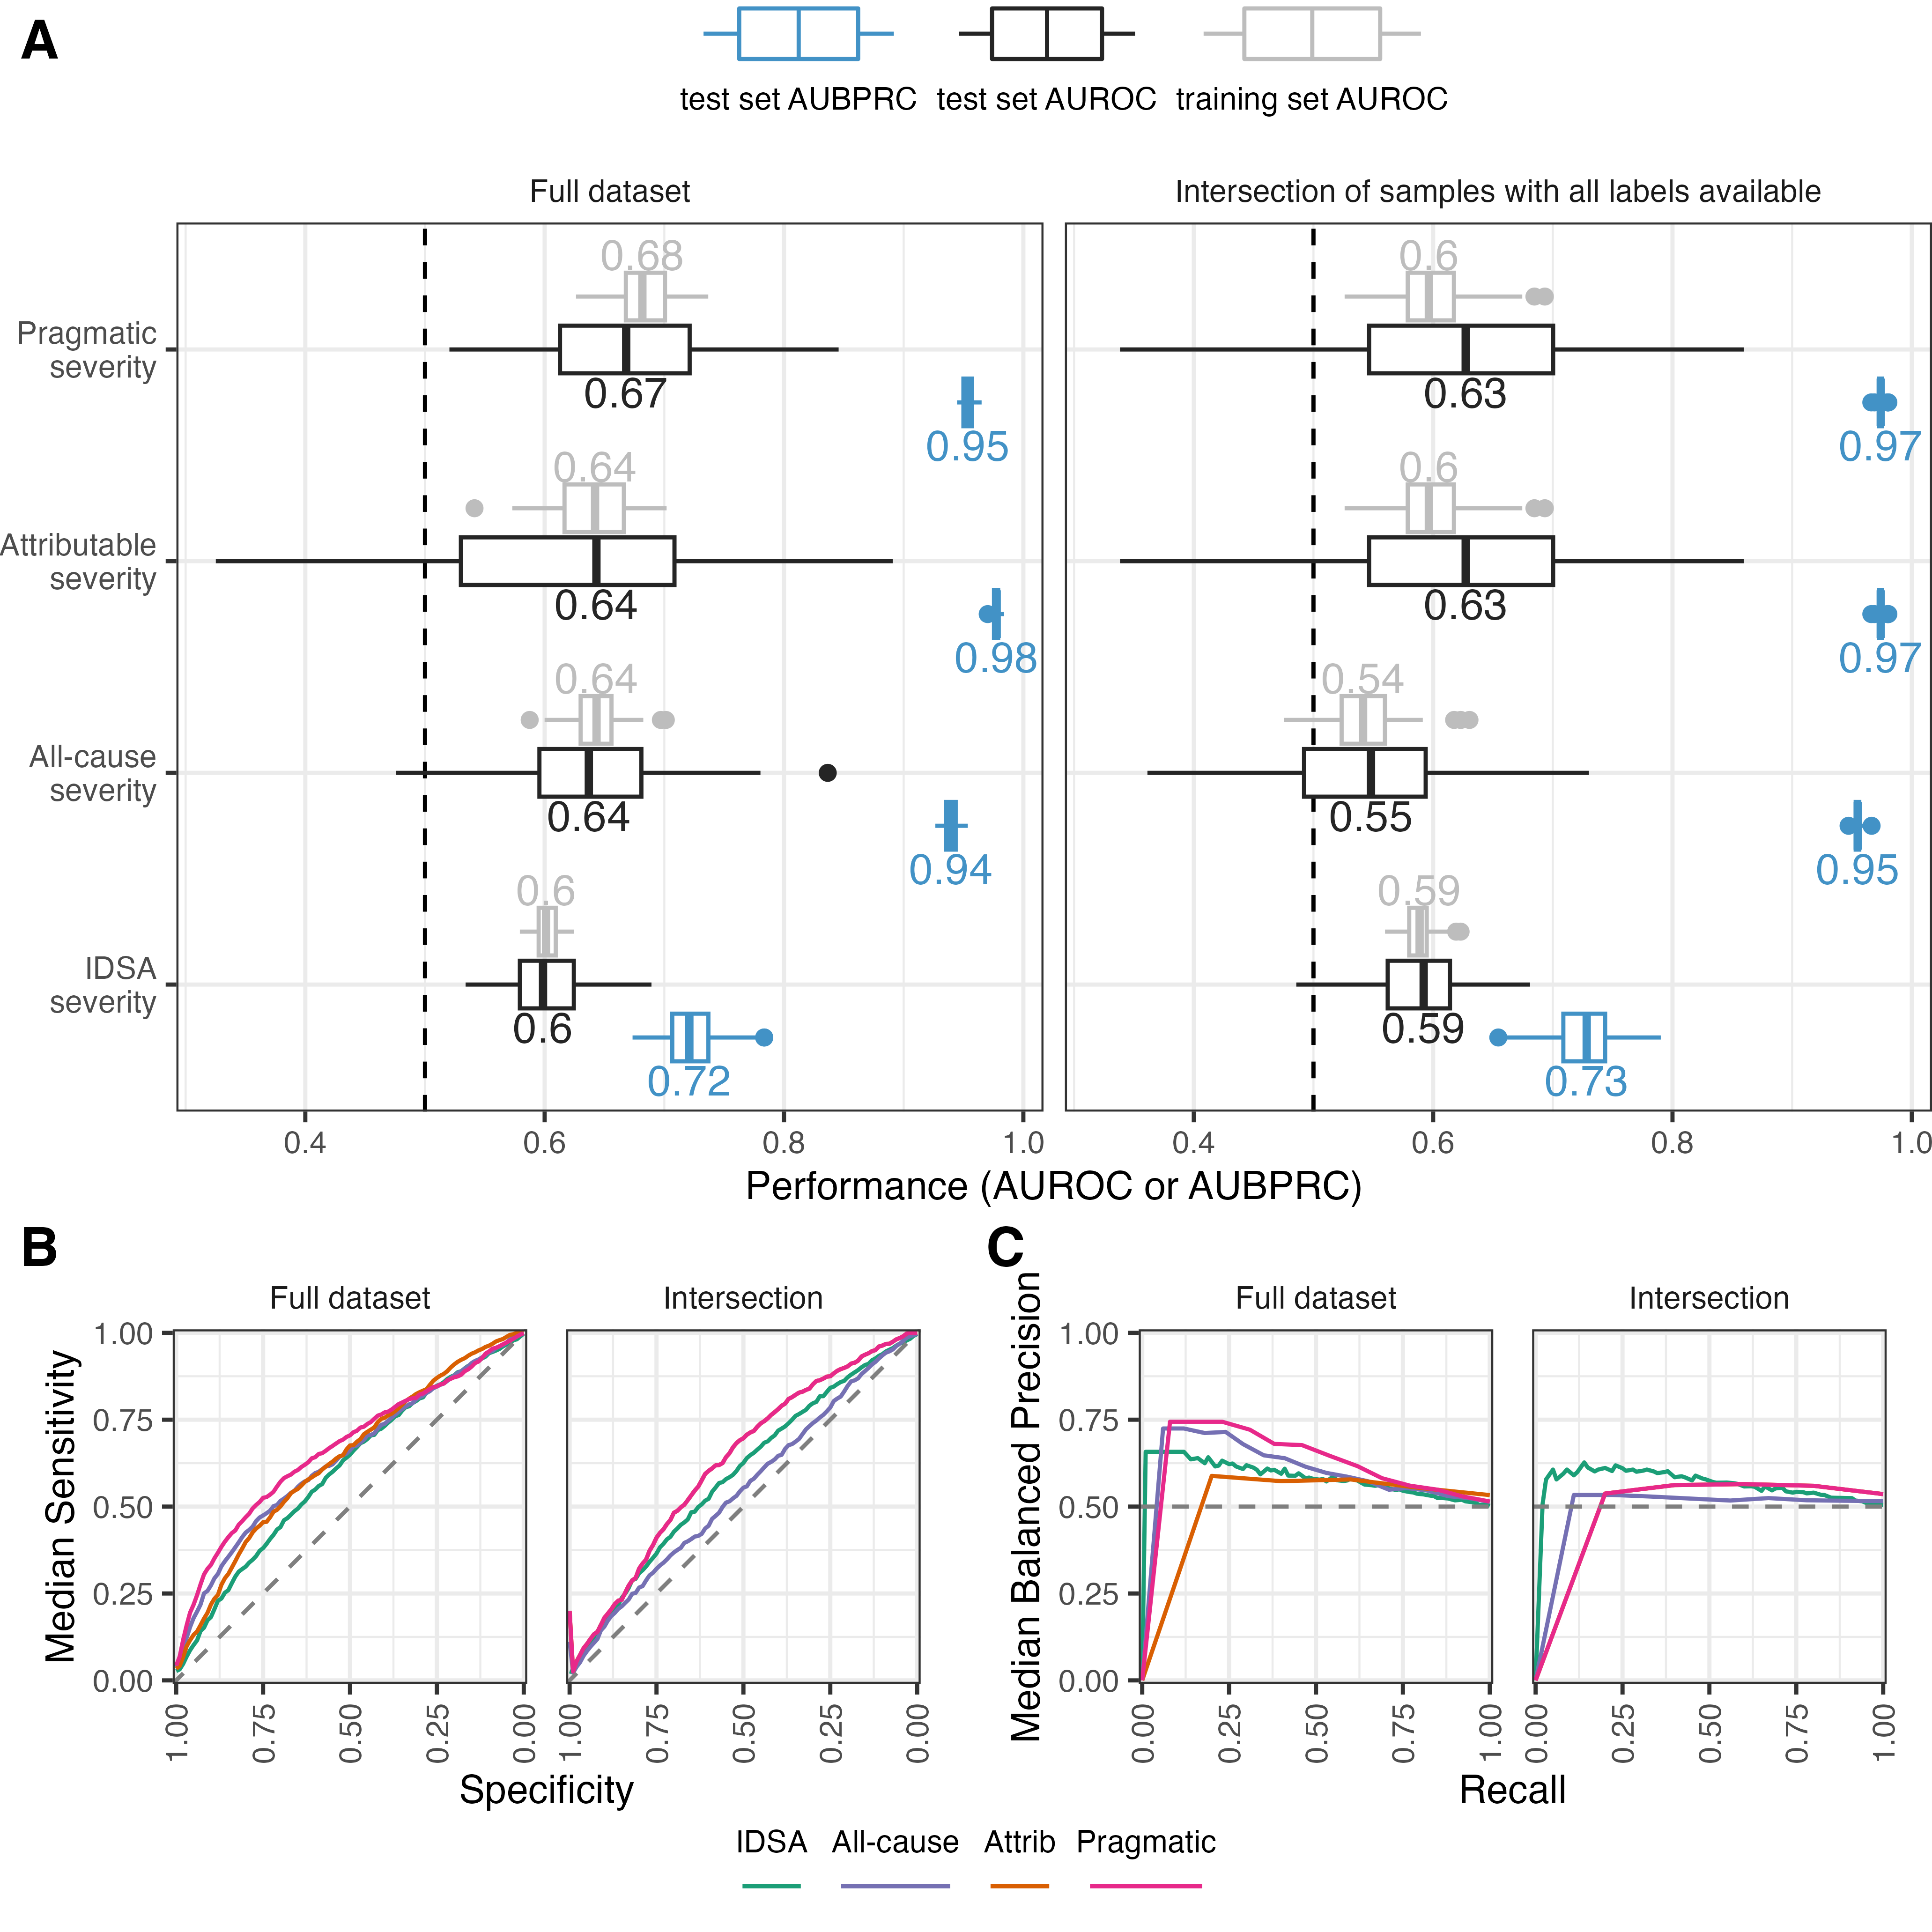 A
test set AUBPRC test set AUROC training set AUROC
Full dataset
Intersection of samples with all labels available
Pragmatic
severity
Attributable
severity
All-cause
severity
IDSA
severity
0.68
0.67
0.95
0.64
0.64
0.98
0.64
0.64
0.94
0.6
0.6
0.72
0.6
0.63
0.97
0.6
0.63
0.97
0.54
0.55
0.95
0.59
0.59
0.73
0.4 0.6 0.8 1.0
0.4 0.6 0.8 1.0
Performance (AUROC or AUBPRC)
B
Full dataset
Intersection
Median Sensitivity
1.00
0.75
0.50
0.25
0.00
1.00 0.75 0.50 0.25 0.00
1.00 0.75 0.50 0.25 0.00
Specificity
C
Full dataset
Intersection
Median Balanced Precision
1.00
0.75
0.50
0.25
0.00
0.00 0.25 0.50 0.75 1.00
0.00 0.25 0.50 0.75 1.00
Recall
IDSA All-cause Attrib Pragmatic